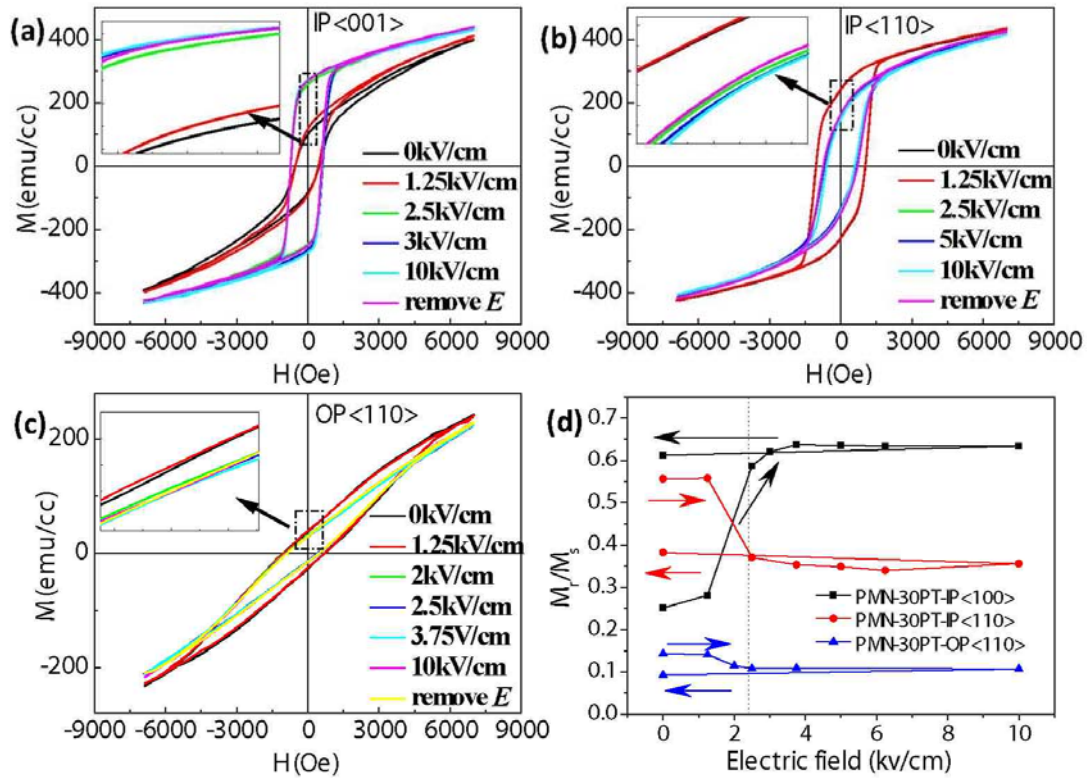 (a)
IP<001>
M(emu/cc)
400
200
0
-200
-400
0kV/cm
1.25kV/cm
2.5kV/cm
3kV/cm
10kV/cm
remove E
-9000 -6000 -3000 0 3000 6000 9000
H(Oe)
(b)
IP<110>
M(emu/cc)
400
200
0
-200
-400
0kV/cm
1.25kV/cm
2.5kV/cm
5kV/cm
10kV/cm
remove E
-9000 -6000 -3000 0 3000 6000 9000
H(Oe)
(c)
OP<110>
M(emu/cc)
200
0
-200
0kV/cm
1.25kV/cm
2kV/cm
2.5kV/cm
3.75V/cm
10kV/cm
remove E
-9000 -6000 -3000 0 3000 6000 9000
H(Oe)
(d)
Mr/Ms
0.7
0.6
0.5
0.4
0.3
0.2
0.1
0.0
PMN-30PT-IP<100>
PMN-30PT-IP<110>
PMN-30PT-OP<110>
0 2 4 6 8 10
Electric field (kv/cm)